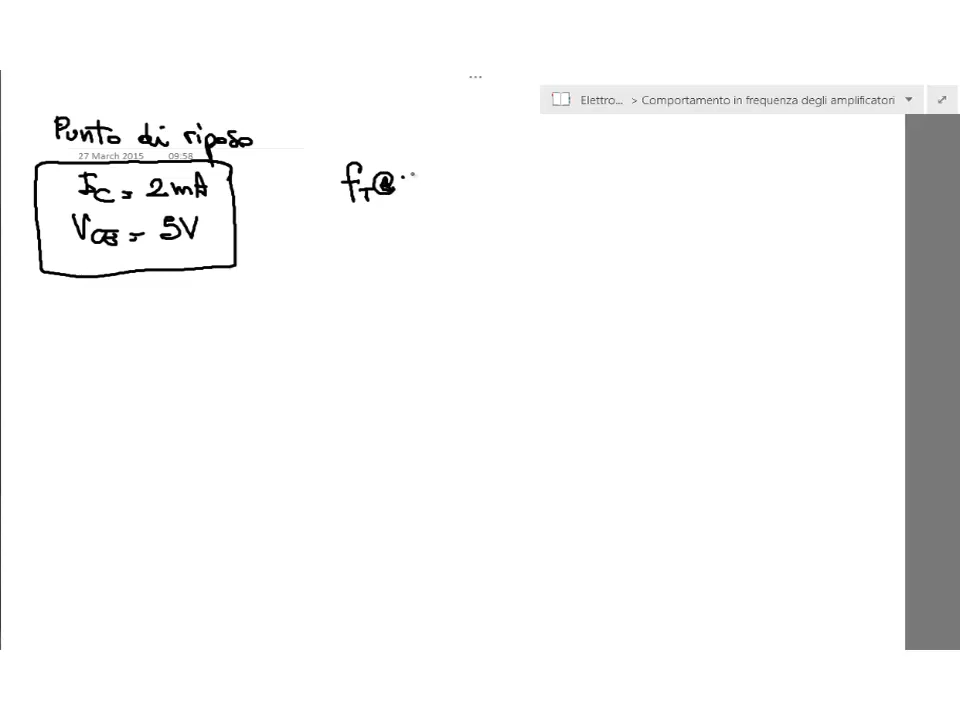 ...
Elettro... > Comportamento in frequenza degli amplificatori
Punto di riposo
27 March 2015 09:58
IC = 2mA
VCE = 5V
fT@